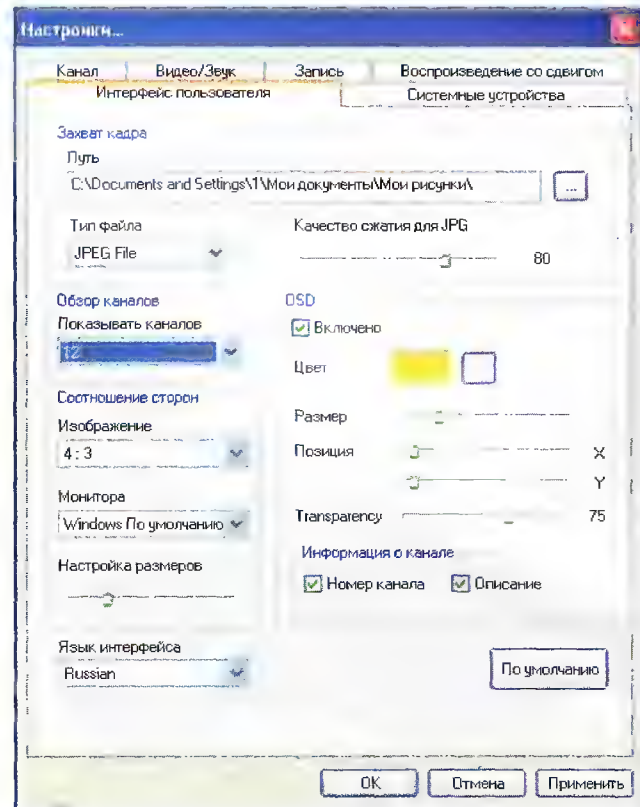 Настройки...
Канал Видео/Звук Запись Воспроизведение со сдвигом
Интерфейс пользователя Системные устройства
Захват кадра
Путь
C:\Documents and Settings\1\Мои документы\Мои рисунки\ ...
Тип файла Качество сжатия для JPG
JPEG File 80
Обзор каналов OSD
Показывать каналов Включено
12
Цвет
Соотношение сторон
Изображение Размер
4 : 3 Позиция X
Y
Монитора
Windows По умолчанию Transparency 75
Информация о канале
Настройка размеров Номер канала Описание
Язык интерфейса
Russian По умолчанию
OK Отмена Применить